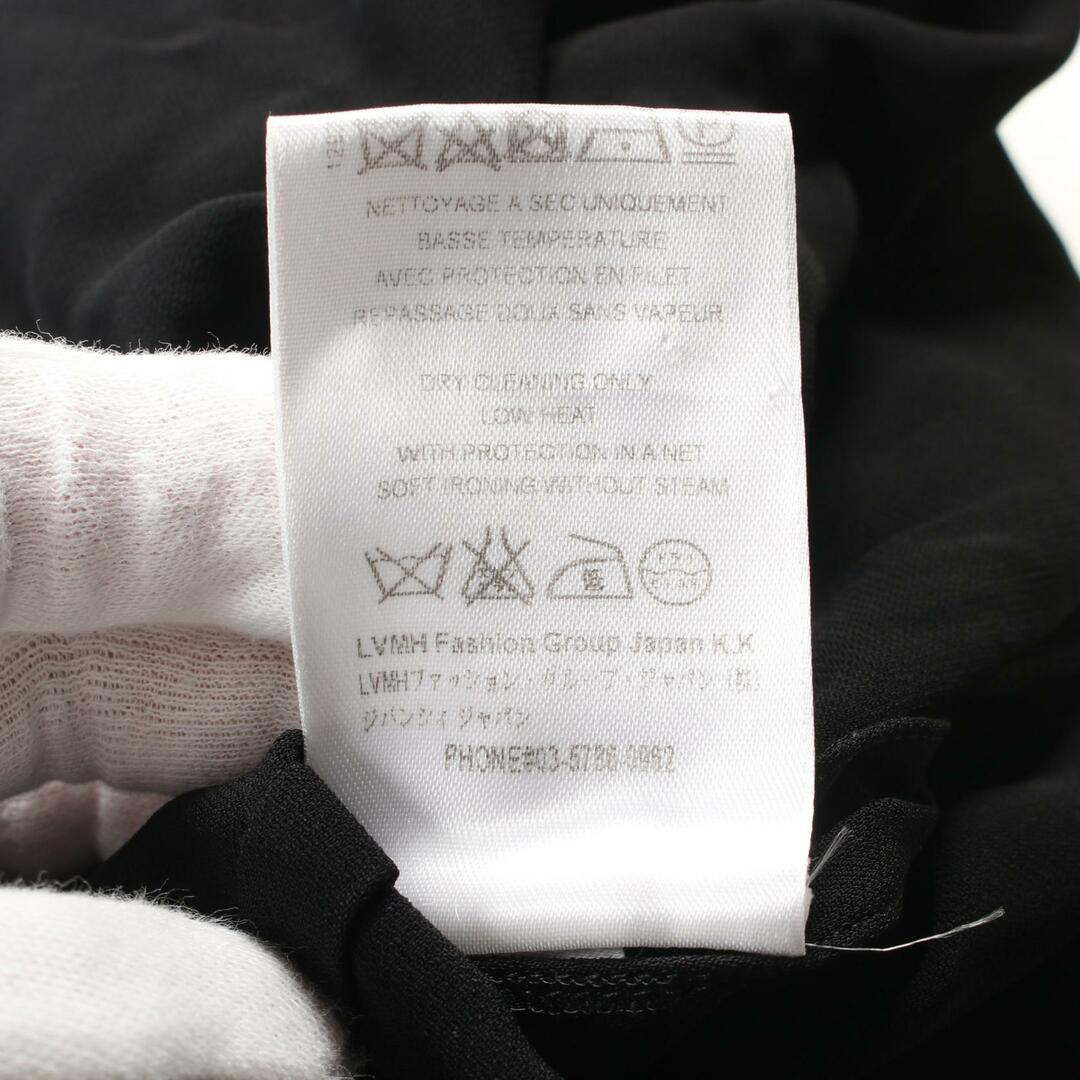 NETTOYAGE A SEC UNIQUEMENT
BASSE TEMPERATURE
AVEC PROTECTION EN FILET
REPASSAGE DOUX SANS VAPEUR
DRY CLEANING ONLY
LOW HEAT
WITH PROTECTION IN A NET
SOFT IRONING WITHOUT STEAM
LVMH Fashion Group Japan K.K
LVMHファッション・グループ・ジャパン（株）
ジバンシィ ジャパン
PHONE:03-5786-0962